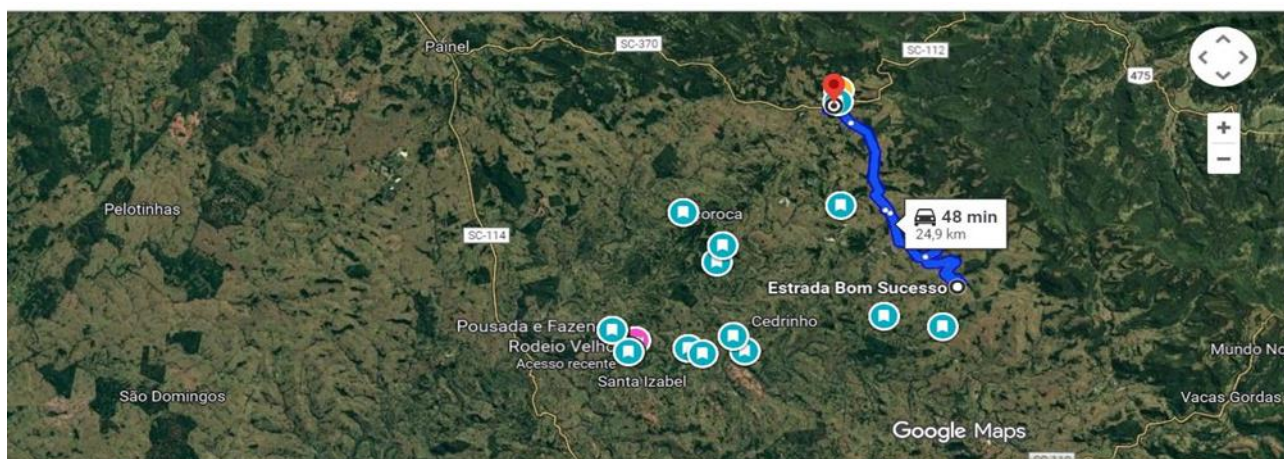 Painel
SC-370
SC-112
475
Pelotinhas
SC-114
48 min
24,9 km
Estrada Bom Sucesso
Cedrinho
Pousada e Fazen
Rodeio Velho
Acesso recente
Santa Izabel
São Domingos
Mundo No
Vacas Gordas
Google Maps